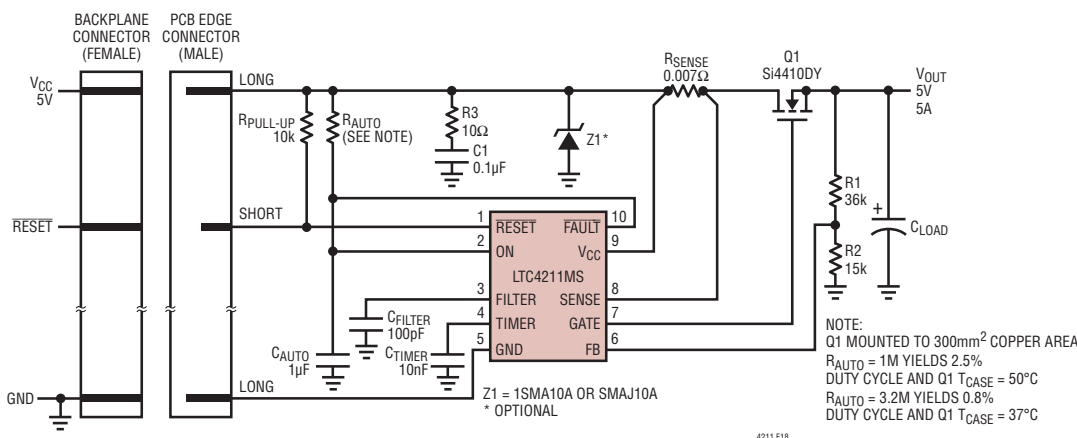 BACKPLANE
CONNECTOR
(FEMALE)
PCB EDGE
CONNECTOR
(MALE)
LONG
VCC
5V
RPULL-UP
10k
RAUTO
(SEE NOTE)
R3
10Ω
C1
0.1µF
Z1*
RSENSE
0.007Ω
Q1
Si4410DY
VOUT
5V
5A
R1
36k
R2
15k
+
CLOAD
RESET
SHORT
1
RESET
FAULT
10
2
ON
VCC
9
LTC4211MS
3
FILTER
SENSE
8
4
TIMER
GATE
7
5
GND
FB
6
CFILTER
100pF
CAUTO
1µF
CTIMER
10nF
LONG
GND
Z1 = 1SMA10A OR SMAJ10A
* OPTIONAL
NOTE:
Q1 MOUNTED TO 300mm2 COPPER AREA
RAUTO = 1M YIELDS 2.5%
DUTY CYCLE AND Q1 TCASE = 50°C
RAUTO = 3.2M YIELDS 0.8%
DUTY CYCLE AND Q1 TCASE = 37°C
4211 F18